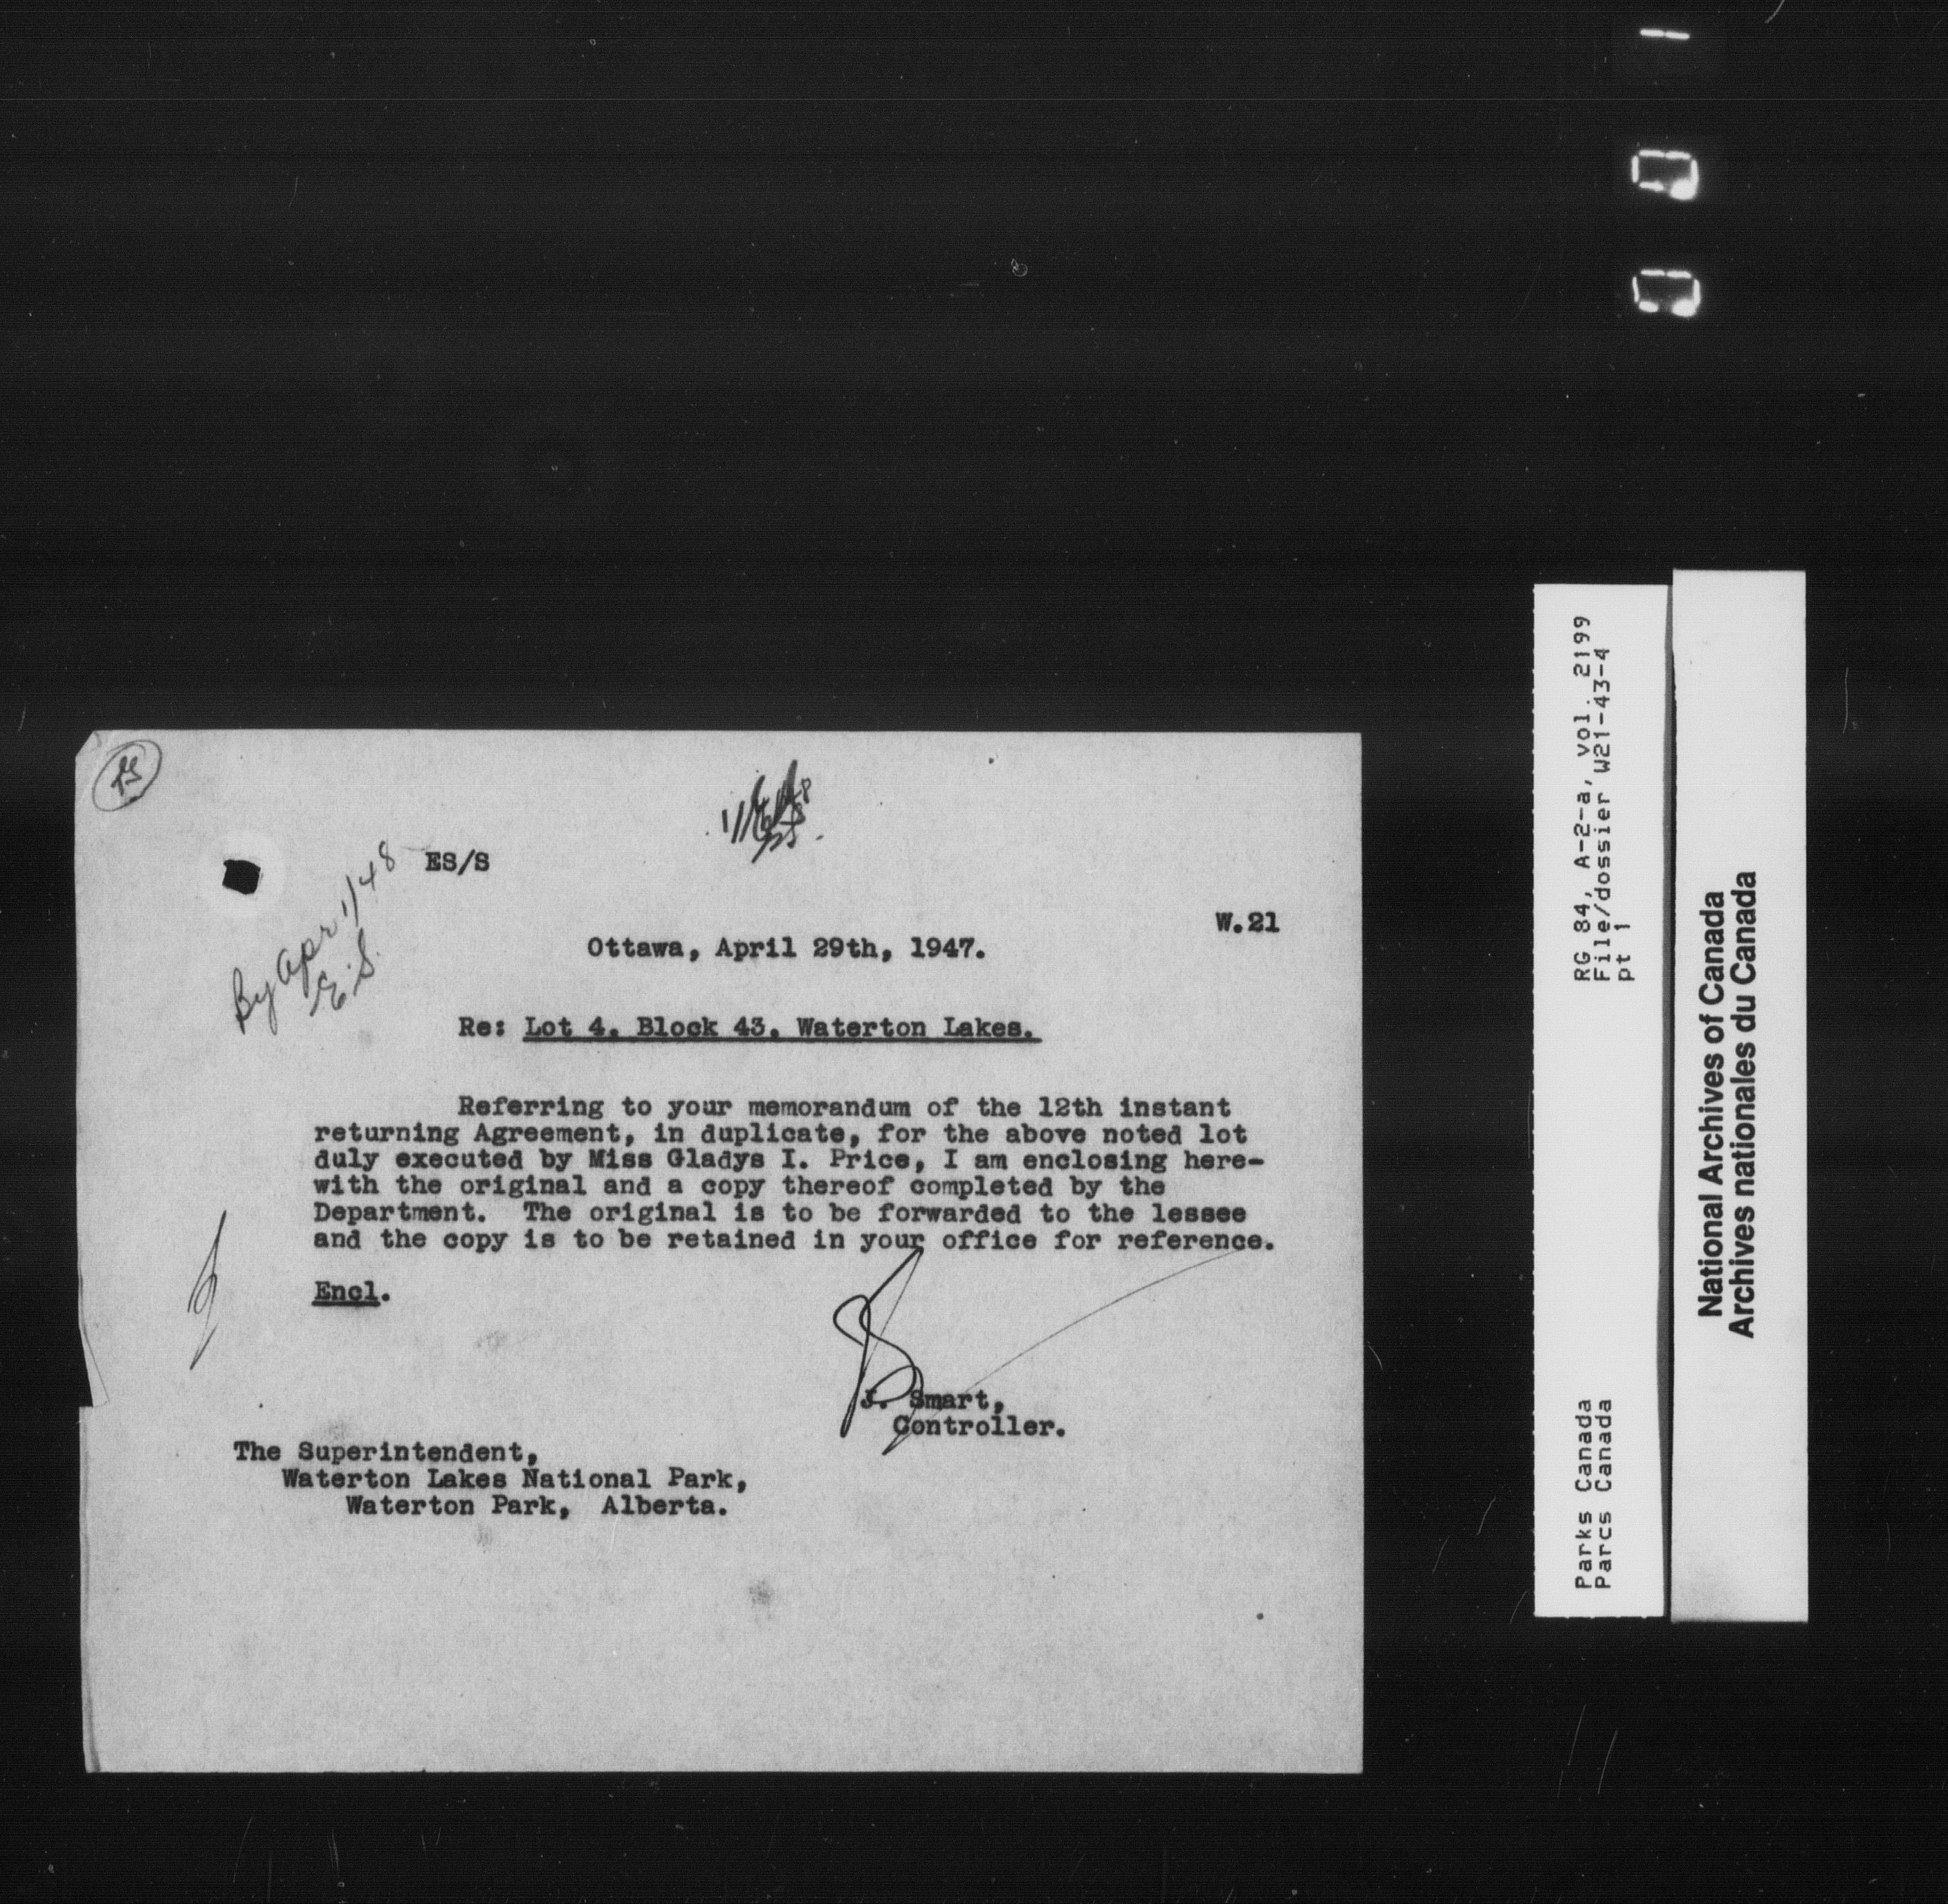 ES/S
By Apr 1/48
E.S.
W.21
Ottawa, April 29th, 1947.
Re: Lot 4, Block 43, Waterton Lakes.
Referring to your memorandum of the 12th instant
returning Agreement, in duplicate, for the above noted lot
duly executed by Miss Gladys I. Price, I am enclosing here-
with the original and a copy thereof completed by the
Department. The original is to be forwarded to the lessee
and the copy is to be retained in your office for reference.
Encl.
J. Smart,
Controller.
The Superintendent,
Waterton Lakes National Park,
Waterton Park, Alberta.
RG 84, A-2-a, vol. 2199
File/dossier W21-43-4
pt 1
Parks Canada
Parcs Canada
National Archives of Canada
Archives nationales du Canada